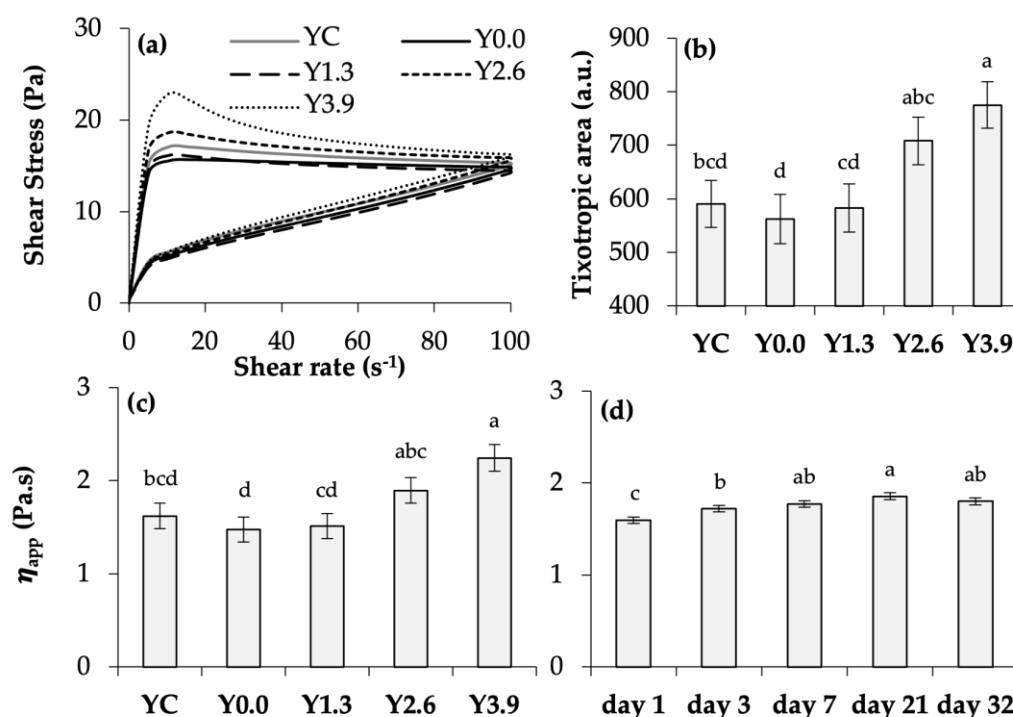 (a)
YC
Y0.0
Y1.3
Y2.6
Y3.9
Shear Stress (Pa)
30
20
10
0
0 20 40 60 80 100
Shear rate (s⁻¹)
(b)
Tixotropic area (a.u.)
900
800
700
600
500
400
bcd
d
cd
abc
a
YC Y0.0 Y1.3 Y2.6 Y3.9
(c)
ηapp (Pa.s)
3
2
1
0
bcd
d
cd
abc
a
YC Y0.0 Y1.3 Y2.6 Y3.9
(d)
3
2
1
0
c
b
ab
a
ab
day 1 day 3 day 7 day 21 day 32